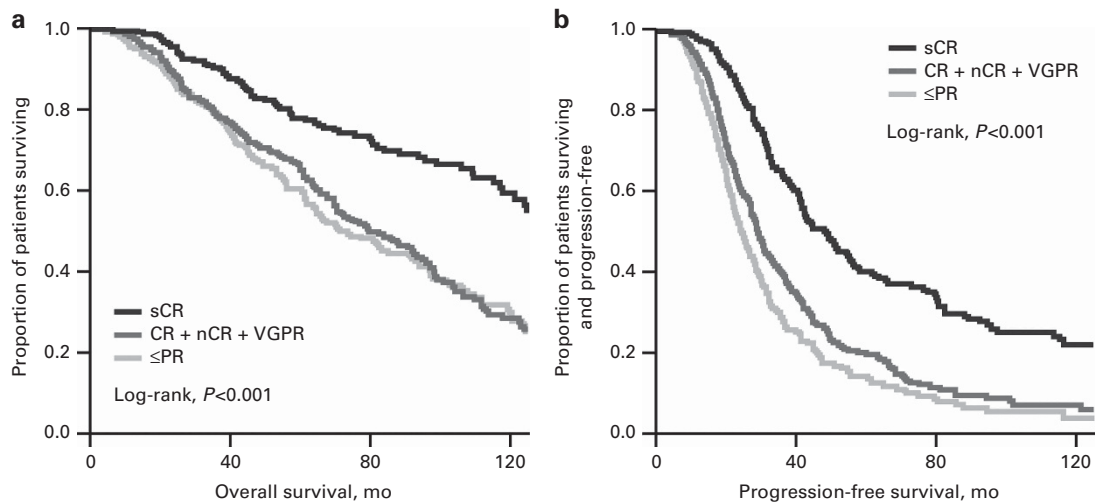 a
1.0
0.8
0.6
0.4
0.2
0.0
Proportion of patients surviving
sCR
CR + nCR + VGPR
≤PR
Log-rank, P<0.001
0
40
80
120
Overall survival, mo
b
1.0
0.8
0.6
0.4
0.2
0.0
Proportion of patients surviving
and progression-free
sCR
CR + nCR + VGPR
≤PR
Log-rank, P<0.001
0
40
80
120
Progression-free survival, mo